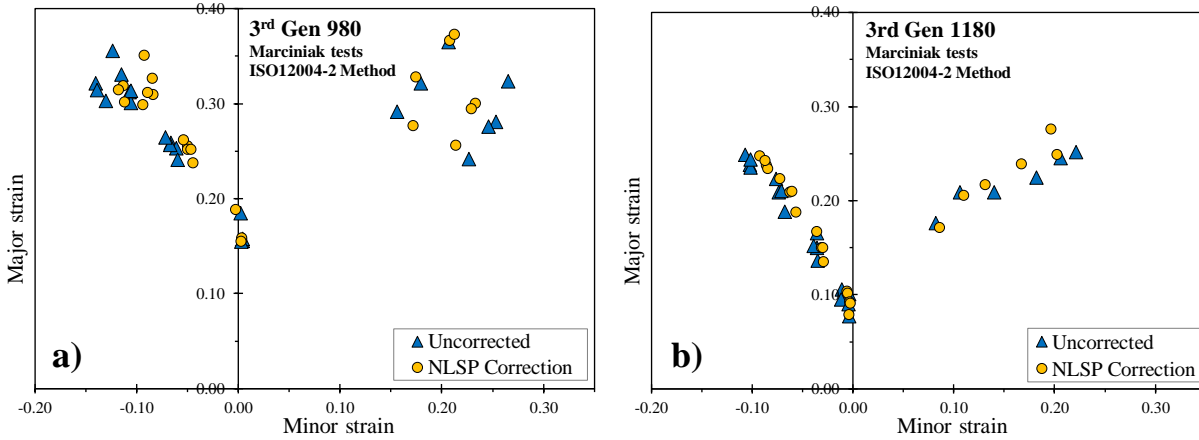 0.40
3rd Gen 980
Marciniak tests
ISO12004-2 Method
0.30
0.20
0.10
0.00
Major strain
Uncorrected
NLSP Correction
a)
-0.20 -0.10 0.00 0.10 0.20 0.30
Minor strain
0.40
3rd Gen 1180
Marciniak tests
ISO12004-2 Method
0.30
0.20
0.10
0.00
Major strain
Uncorrected
NLSP Correction
b)
-0.20 -0.10 0.00 0.10 0.20 0.30
Minor strain